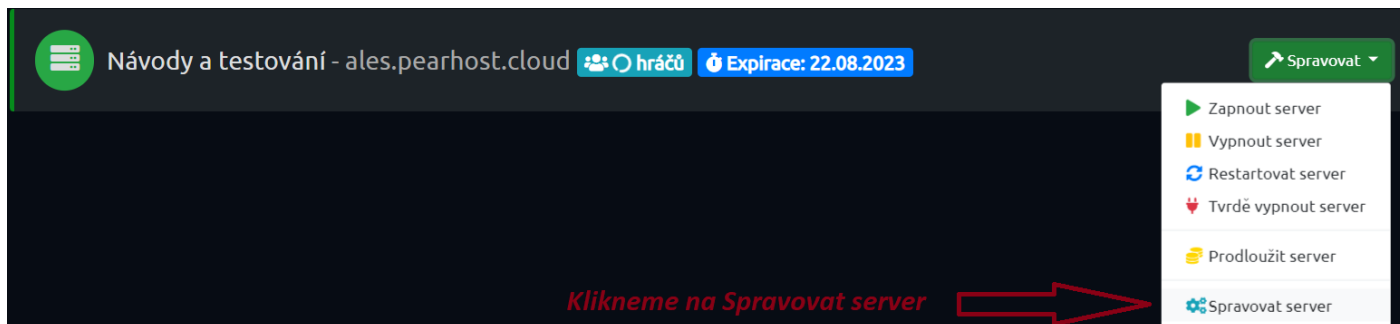 Návody a testování - ales.pearhost.cloud hráčů Expirace: 22.08.2023 Spravovat
Zapnout server
Vypnout server
Restartovat server
Tvrdě vypnout server
Prodloužit server
Klikneme na Spravovat server
Spravovat server